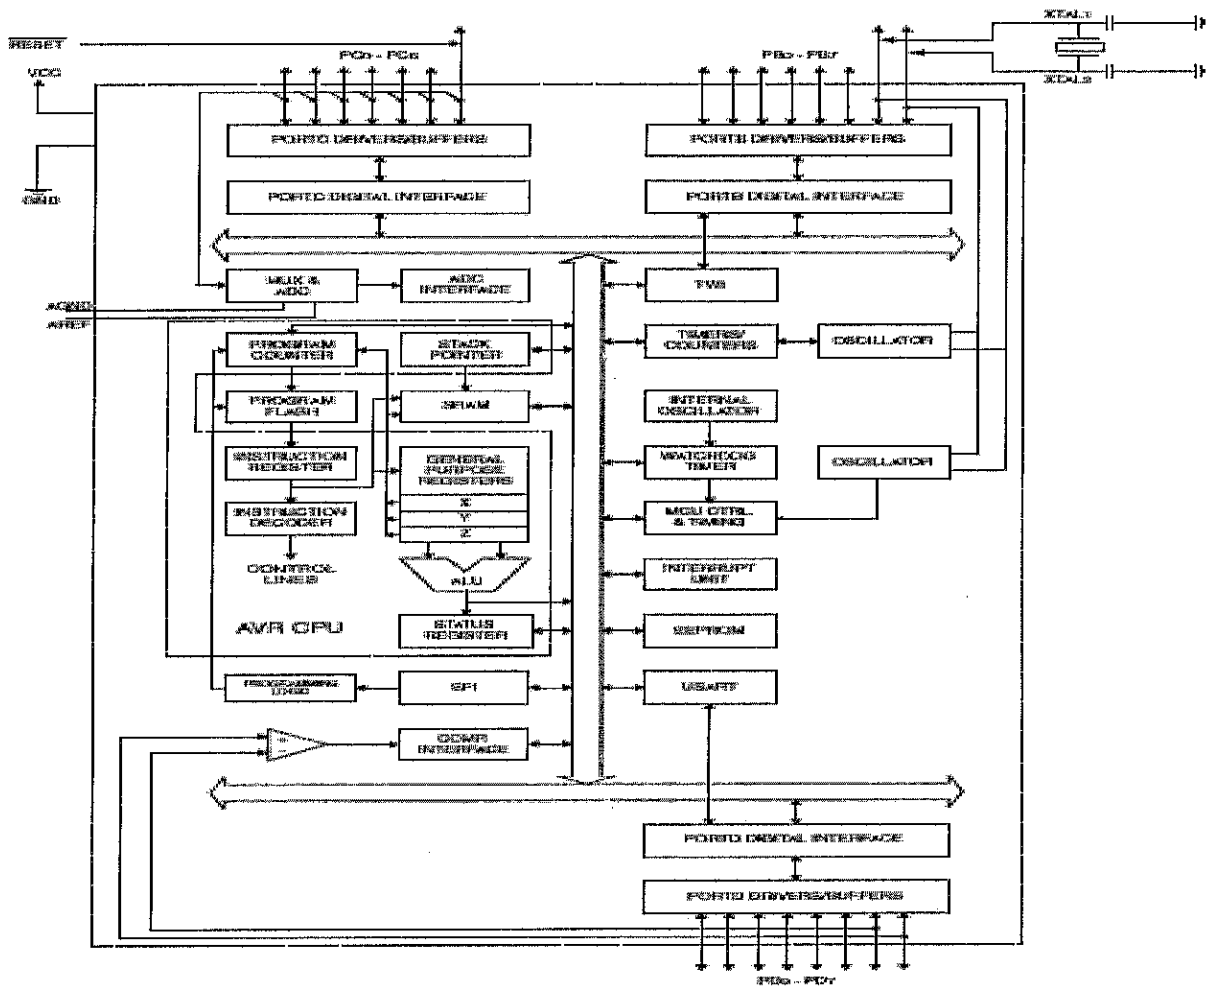 XTAL1
RESET
PC0 - PC6
PB0 - PB7
VCC
XTAL2
PORTC DRIVERS/BUFFERS
PORTB DRIVERS/BUFFERS
PORTC DIGITAL INTERFACE
PORTB DIGITAL INTERFACE
GND
MUX &
ADC
ADC
INTERFACE
TWI
AGND
AREF
PROGRAM
COUNTER
STACK
POINTER
TIMERS/
COUNTERS
OSCILLATOR
PROGRAM
FLASH
SRAM
INTERNAL
OSCILLATOR
INSTRUCTION
REGISTER
GENERAL
PURPOSE
REGISTERS
WATCHDOG
TIMER
OSCILLATOR
X
Y
Z
INSTRUCTION
DECODER
MCU CTRL.
& TIMING
CONTROL
LINES
ALU
INTERRUPT
UNIT
AVR CPU
STATUS
REGISTER
EEPROM
PROGRAMMING
LOGIC
SPI
USART
+
-
COMP.
INTERFACE
PORTD DIGITAL INTERFACE
PORTD DRIVERS/BUFFERS
PD0 - PD7